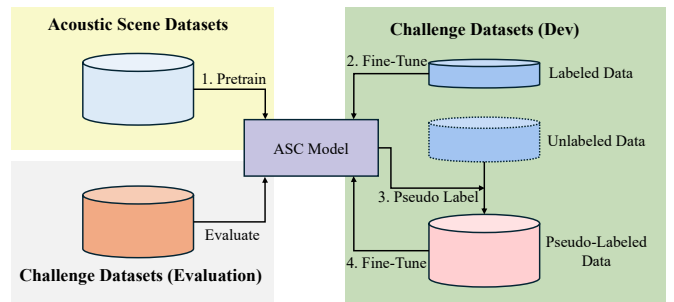 Acoustic Scene Datasets
1. Pretrain
ASC Model
Evaluate
Challenge Datasets (Evaluation)
Challenge Datasets (Dev)
2. Fine-Tune
Labeled Data
Unlabeled Data
3. Pseudo Label
4. Fine-Tune
Pseudo-Labeled
Data